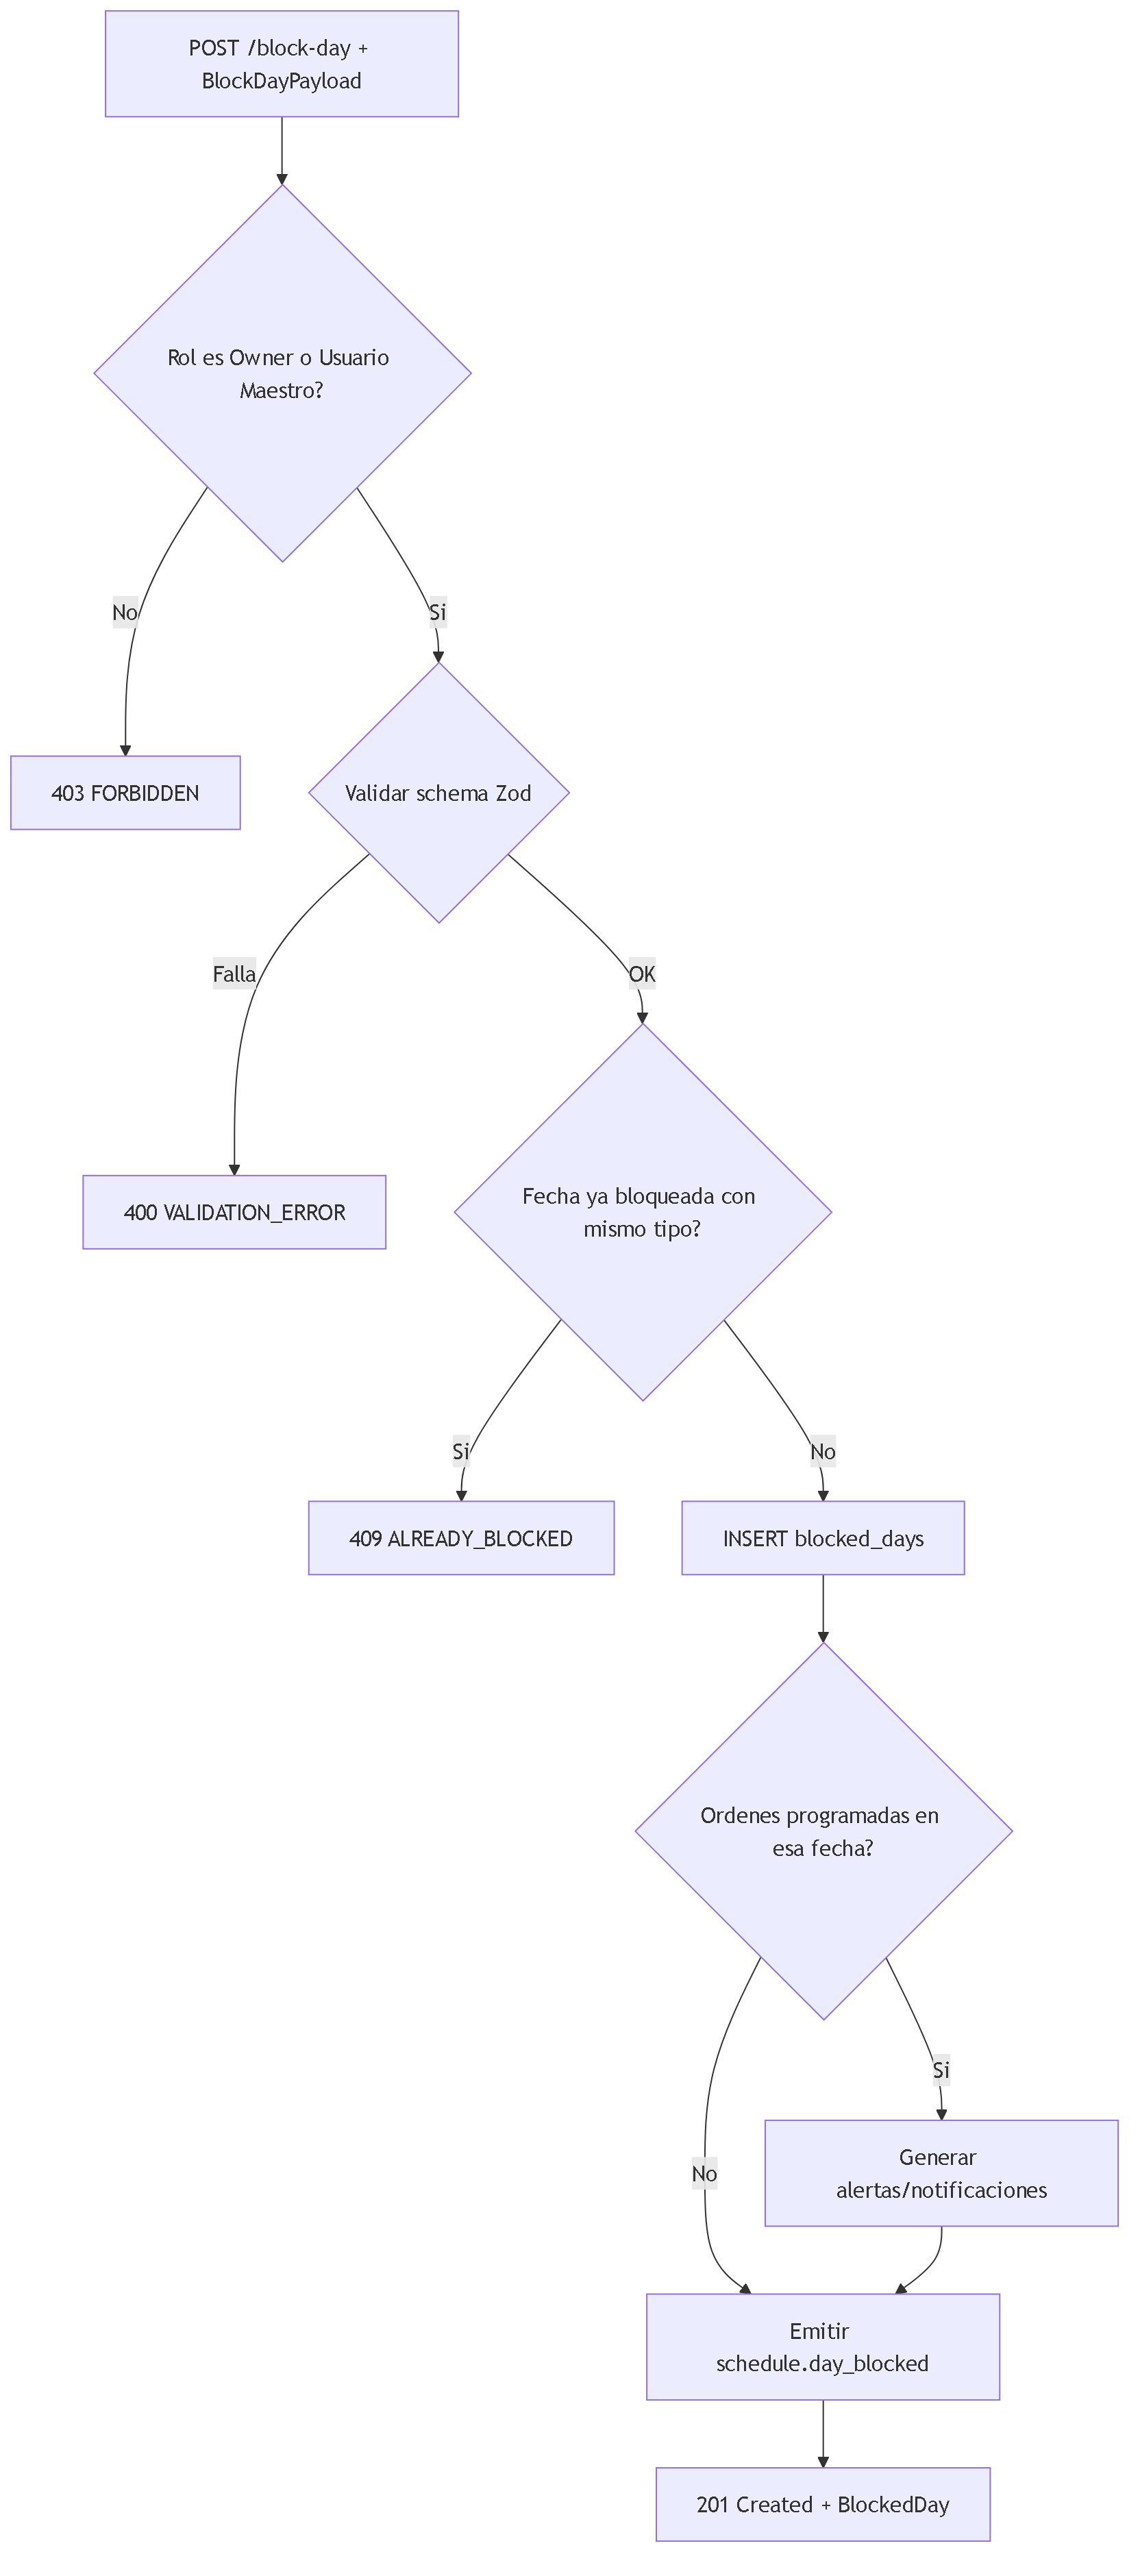 POST /block-day +
BlockDayPayload
Rol es Owner o Usuario
Maestro?
No
Si
403 FORBIDDEN
Validar schema Zod
Falla
OK
400 VALIDATION_ERROR
Fecha ya bloqueada con
mismo tipo?
Si
No
409 ALREADY_BLOCKED
INSERT blocked_days
Ordenes programadas en
esa fecha?
Si
No
Generar
alertas/notificaciones
Emitir
schedule.day_blocked
201 Created + BlockedDay